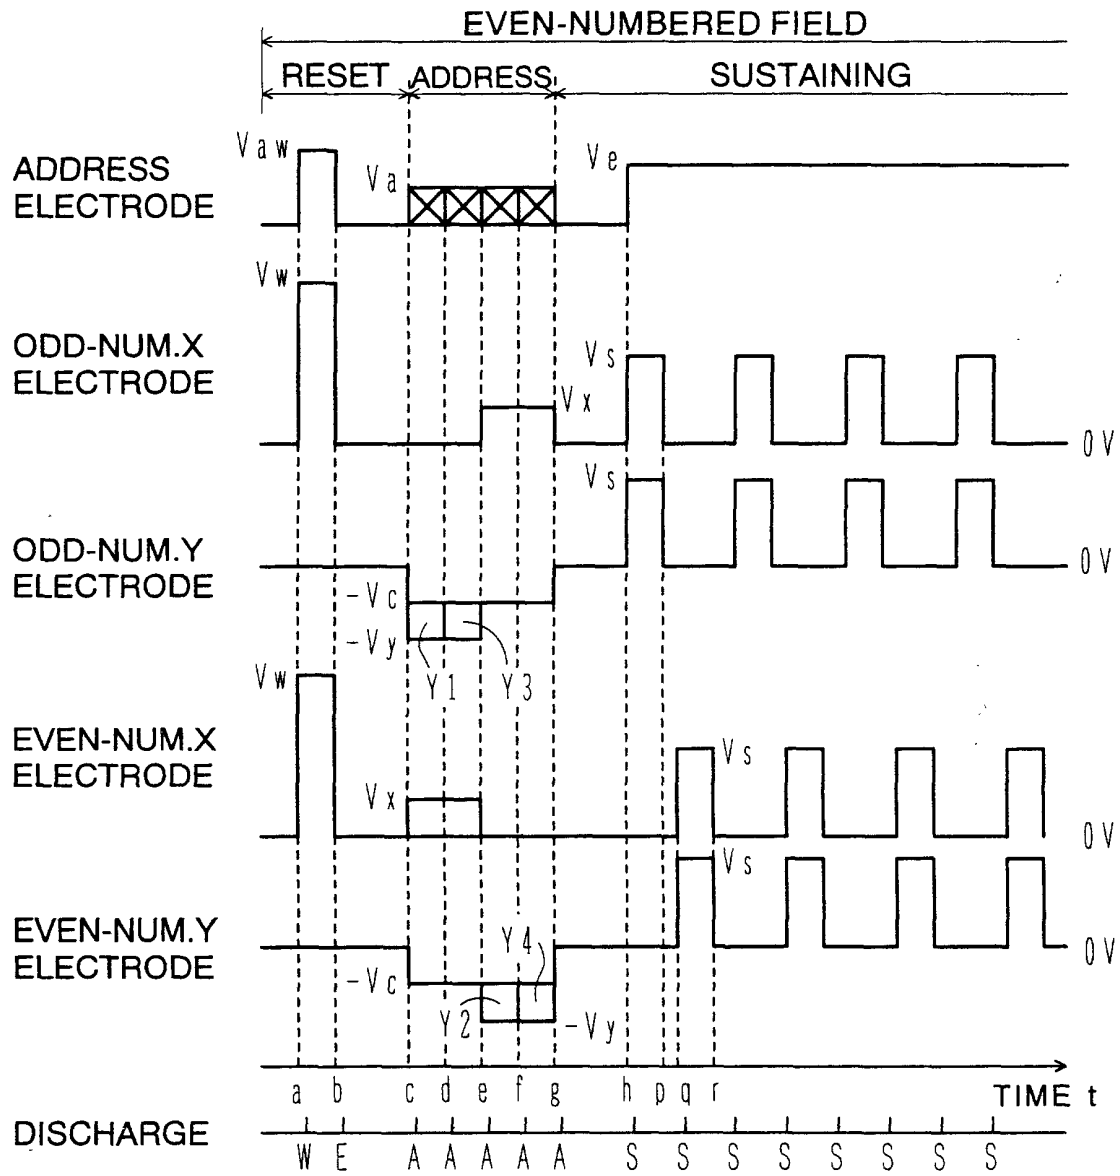 EVEN-NUMBERED FIELD
RESET ADDRESS SUSTAINING
Vaw
ADDRESS
ELECTRODE
Va
Ve
Vw
ODD-NUM.X
ELECTRODE
Vs
Vx
0V
Vs
ODD-NUM.Y
ELECTRODE
0V
-Vc
-Vy
Y1 Y3
Vw
EVEN-NUM.X
ELECTRODE
Vs
Vx
0V
Vs
EVEN-NUM.Y
ELECTRODE
Y4
0V
-Vc
Y2
-Vy
a b c d e f g h p q r
TIME t
DISCHARGE
W E A A A A A S S S S S S S S